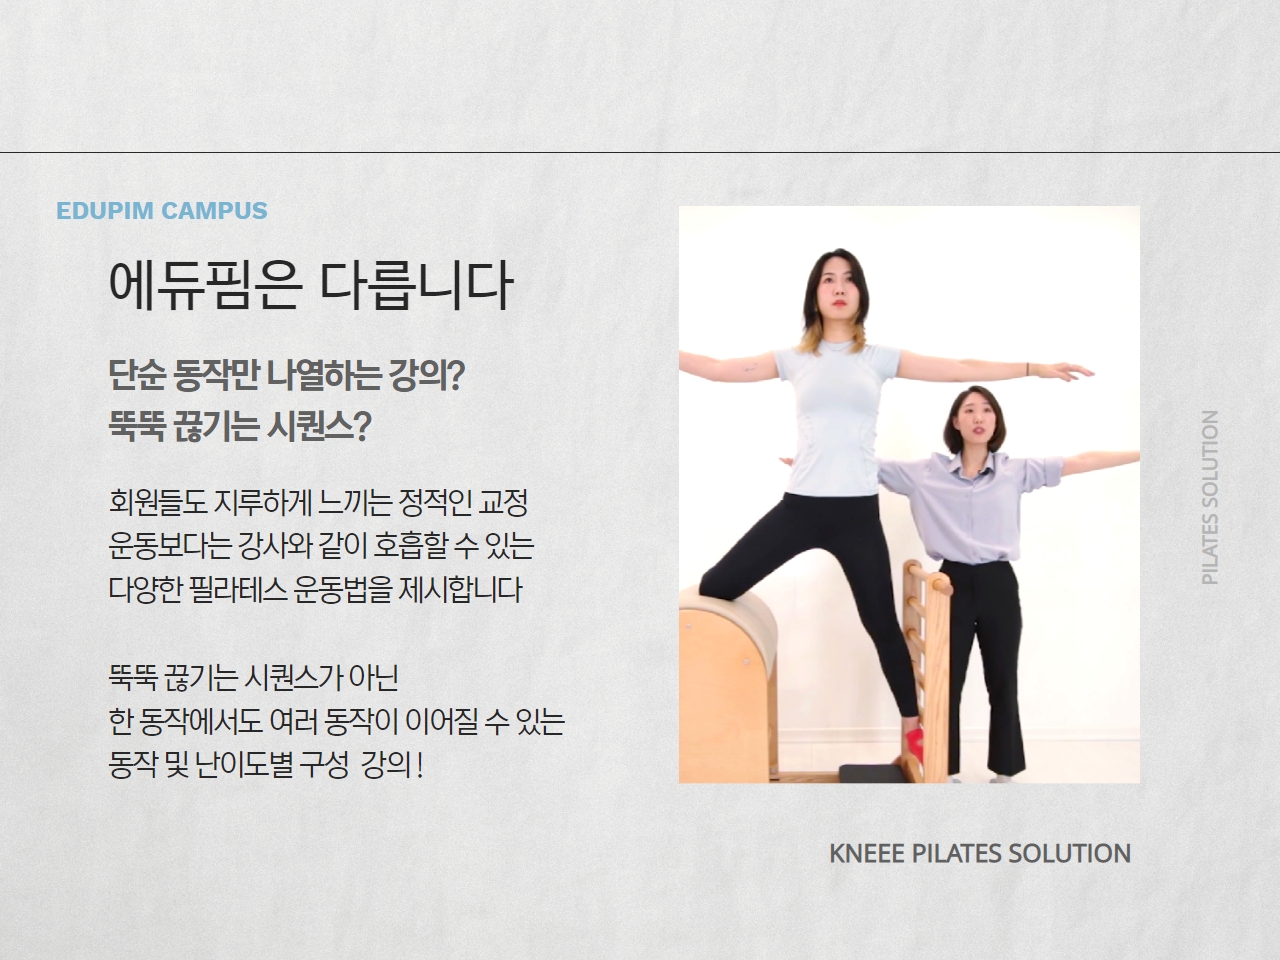 EDUPIM CAMPUS
에듀핌은 다릅니다
단순 동작만 나열하는 강의?
뚝뚝 끊기는 시퀀스?
회원들도 지루하게 느끼는 정적인 교정
운동보다는 강사와 같이 호흡할 수 있는
다양한 필라테스 운동법을 제시합니다
뚝뚝 끊기는 시퀀스가 아닌
한 동작에서도 여러 동작이 이어질 수 있는
동작 및 난이도별 구성 강의!
PILATES SOLUTION
KNEEE PILATES SOLUTION